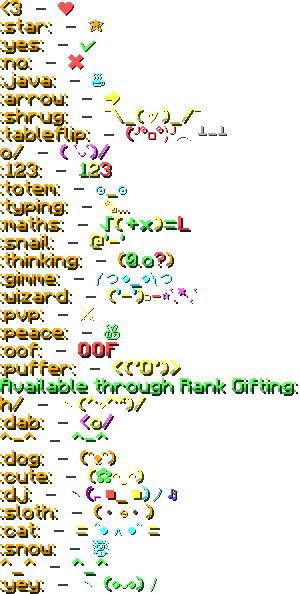 <3 - ❤
:star: - ✮
:yes: - ✔
:no: - ✖
:java: - ☕
:arrow: - ➜
:shrug: - ¯\_(ツ)_/¯
:tableflip: - (╯°□°）╯︵ ┻━┻
o/ - ( ゚◡゚)/
:123: - 123
:totem: - ☉_☉
:typing: - ✎...
:maths: - √(π+x)=L
:snail: - @'-'
:thinking: - (0.o?)
:gimme: - ༼つ◕_◕༽つ
:wizard: - ('-')⊃━☆ﾟ.*･｡ﾟ
:pvp: - ⚔
:peace: - ✌
:oof: - OOF
:puffer: - <('O')>
Available through Rank Gifting:
h/ - ヽ(^◇^*)/
:dab: - <o/
^-^ - ^-^
:dog: - (ᵔᴥᵔ)
:cute: - (✿◠‿◠)
:dj: - ヽ(⌐■_■)ノ♬
:sloth: - (・⊝・)
:cat: - = ＾● ⋏ ●＾ =
:snow: - ☃
^_^ - ^_^
:yey: - ヽ (◕◡◕) /